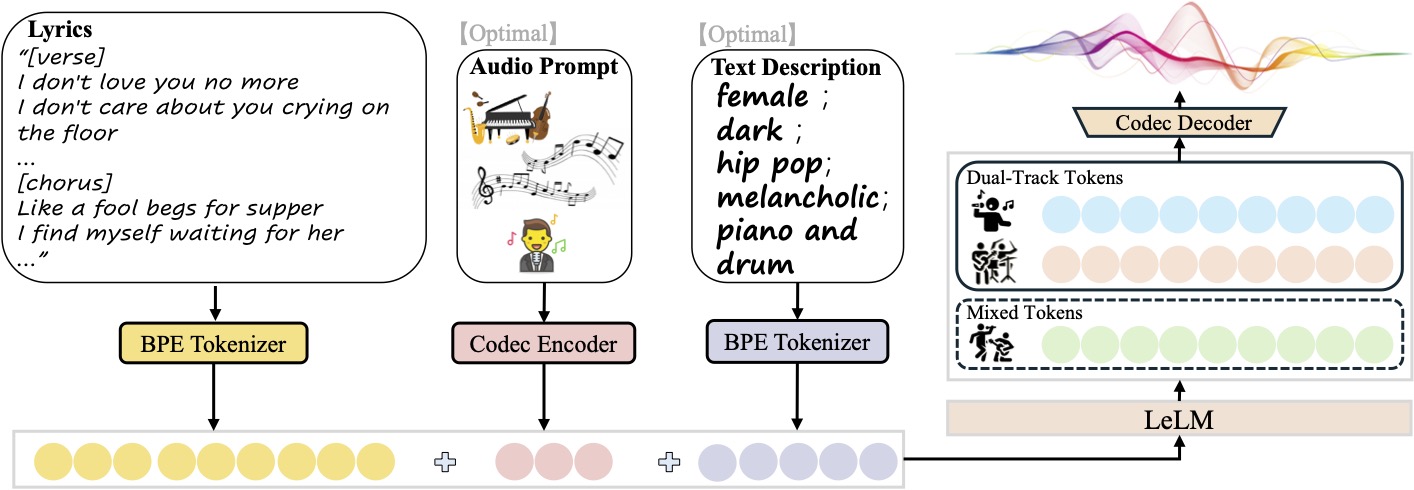 Lyrics
“[verse]
I don't love you no more
I don't care about you crying on
the floor
...
[chorus]
Like a fool begs for supper
I find myself waiting for her
...”
BPE Tokenizer
【Optimal】
Audio Prompt
Codec Encoder
【Optimal】
Text Description
female ;
dark ;
hip pop;
melancholic;
piano and
drum
BPE Tokenizer
Codec Decoder
Dual-Track Tokens
Mixed Tokens
LeLM